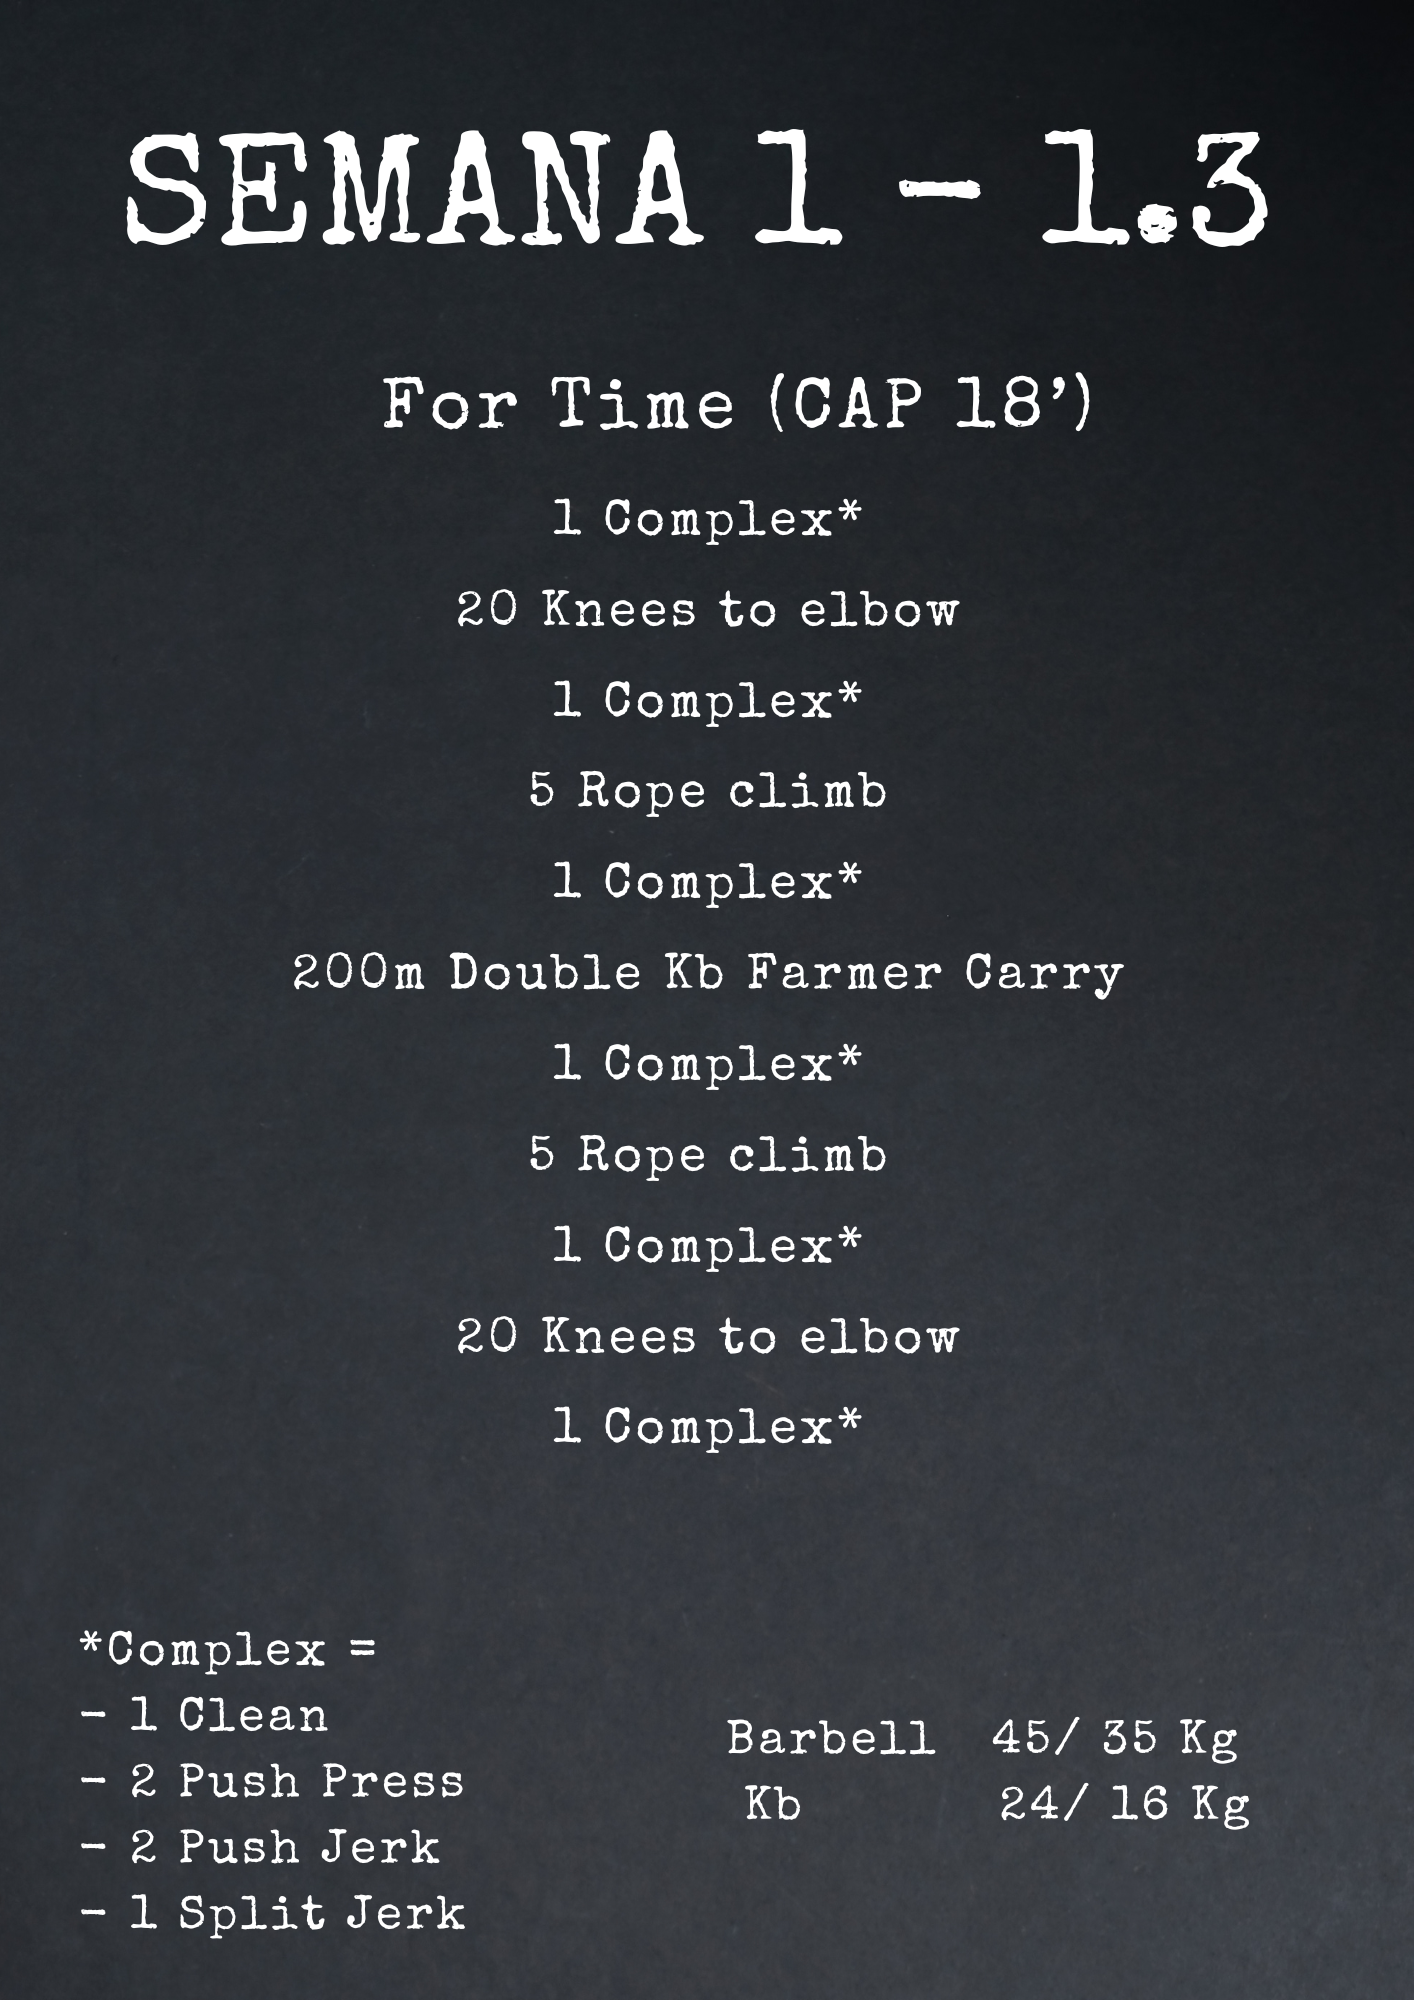 SEMANA 1 - 1.3
For Time (CAP 18’)
1 Complex*
20 Knees to elbow
1 Complex*
5 Rope climb
1 Complex*
200m Double Kb Farmer Carry
1 Complex*
5 Rope climb
1 Complex*
20 Knees to elbow
1 Complex*
*Complex =
- 1 Clean
- 2 Push Press
- 2 Push Jerk
- 1 Split Jerk
Barbell 45/ 35 Kg
Kb 24/ 16 Kg